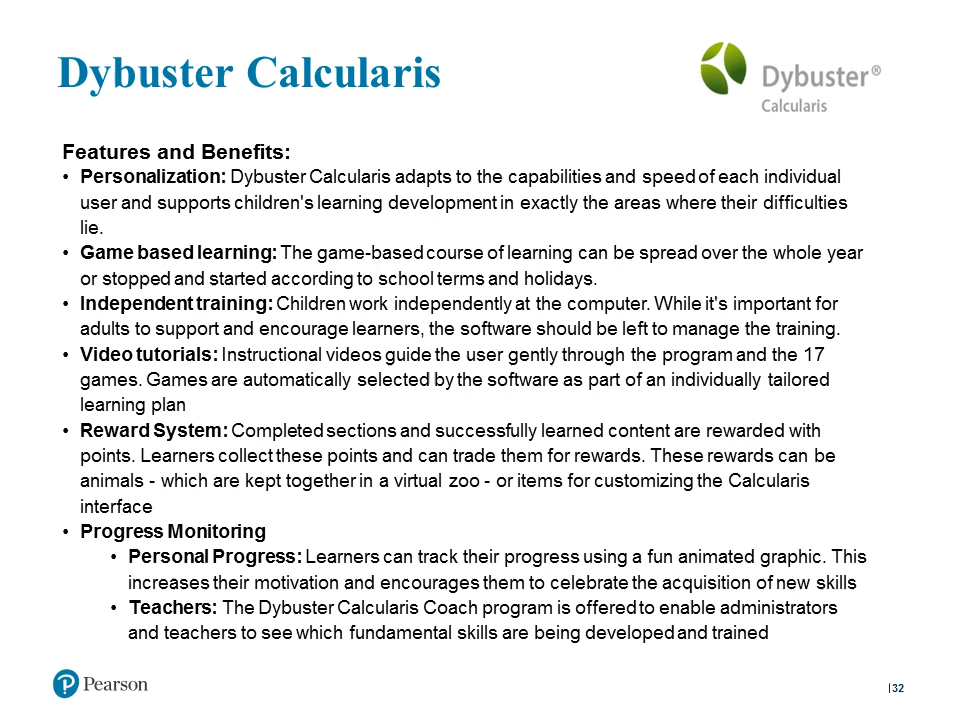 Dybuster Calcularis
Dybuster®
Calcularis
Features and Benefits:
• Personalization: Dybuster Calcularis adapts to the capabilities and speed of each individual
user and supports children's learning development in exactly the areas where their difficulties
lie.
• Game based learning: The game-based course of learning can be spread over the whole year
or stopped and started according to school terms and holidays.
• Independent training: Children work independently at the computer. While it's important for
adults to support and encourage learners, the software should be left to manage the training.
• Video tutorials: Instructional videos guide the user gently through the program and the 17
games. Games are automatically selected by the software as part of an individually tailored
learning plan
• Reward System: Completed sections and successfully learned content are rewarded with
points. Learners collect these points and can trade them for rewards. These rewards can be
animals - which are kept together in a virtual zoo - or items for customizing the Calcularis
interface
• Progress Monitoring
• Personal Progress: Learners can track their progress using a fun animated graphic. This
increases their motivation and encourages them to celebrate the acquisition of new skills
• Teachers: The Dybuster Calcularis Coach program is offered to enable administrators
and teachers to see which fundamental skills are being developed and trained
P Pearson
|32